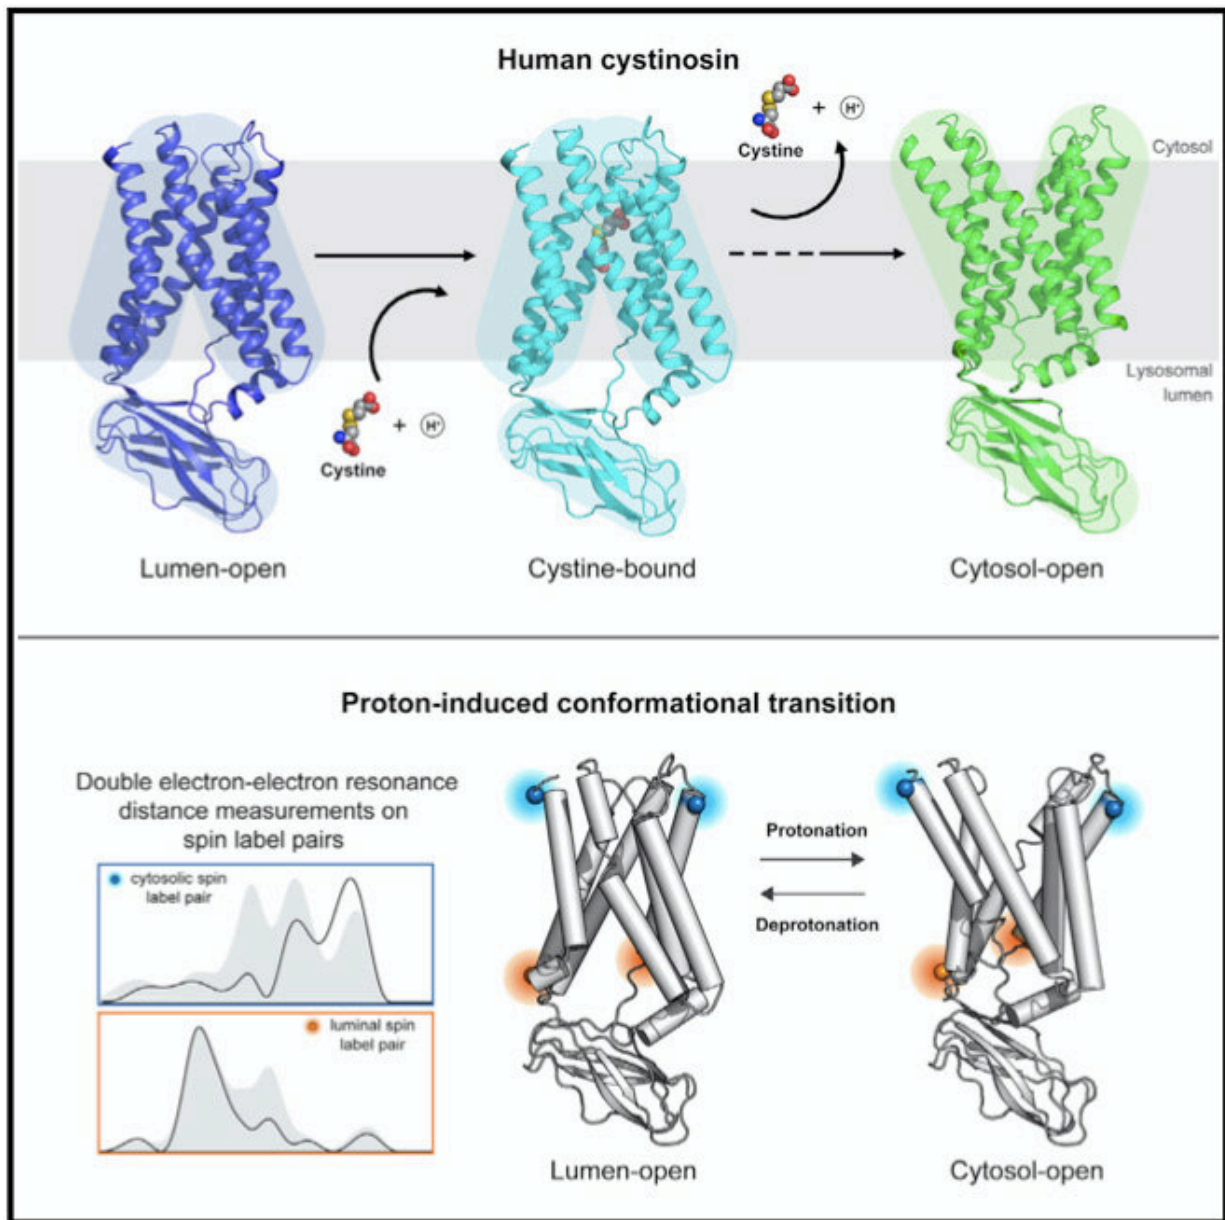 Human cystinosin
Cystine
+ H⁺
Cytosol
Cystine
+ H⁺
Lysosomal
lumen
Lumen-open
Cystine-bound
Cytosol-open
Proton-induced conformational transition
Double electron-electron resonance
distance measurements on
spin label pairs
cytosolic spin
label pair
luminal spin
label pair
Protonation
Deprotonation
Lumen-open
Cytosol-open